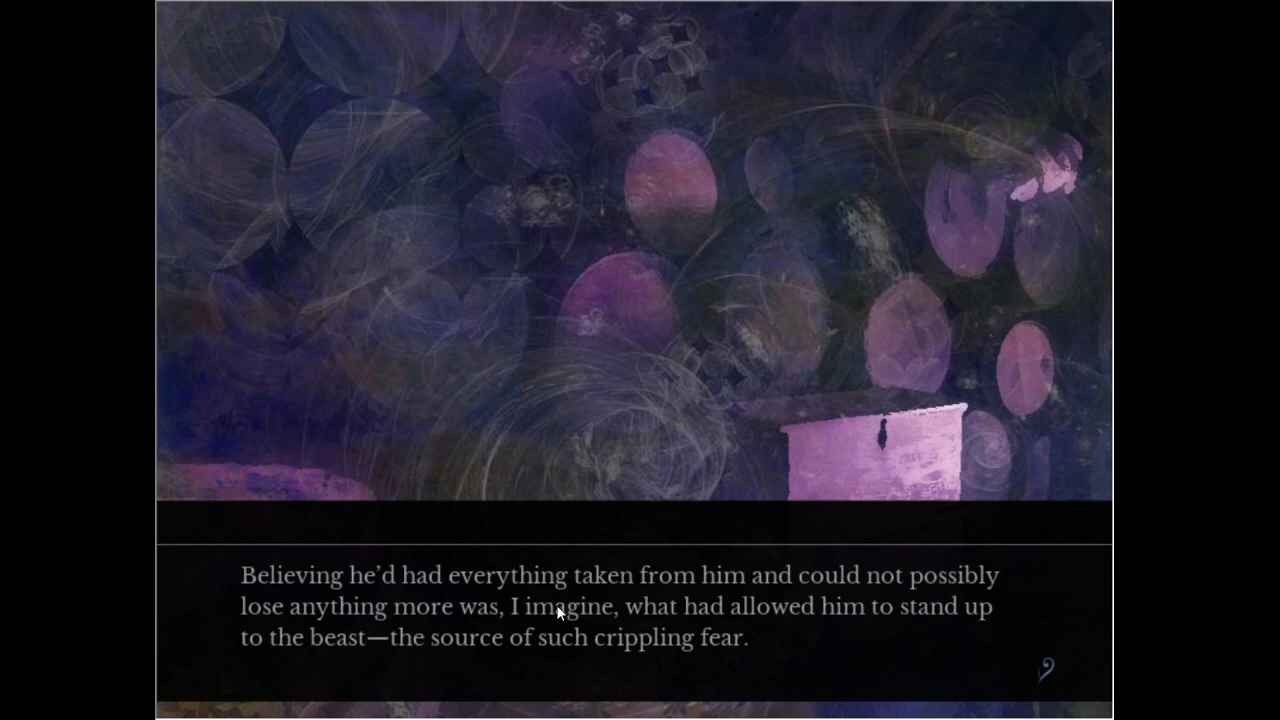 Believing he’d had everything taken from him and could not possibly
lose anything more was, I imagine, what had allowed him to stand up
to the beast—the source of such crippling fear.